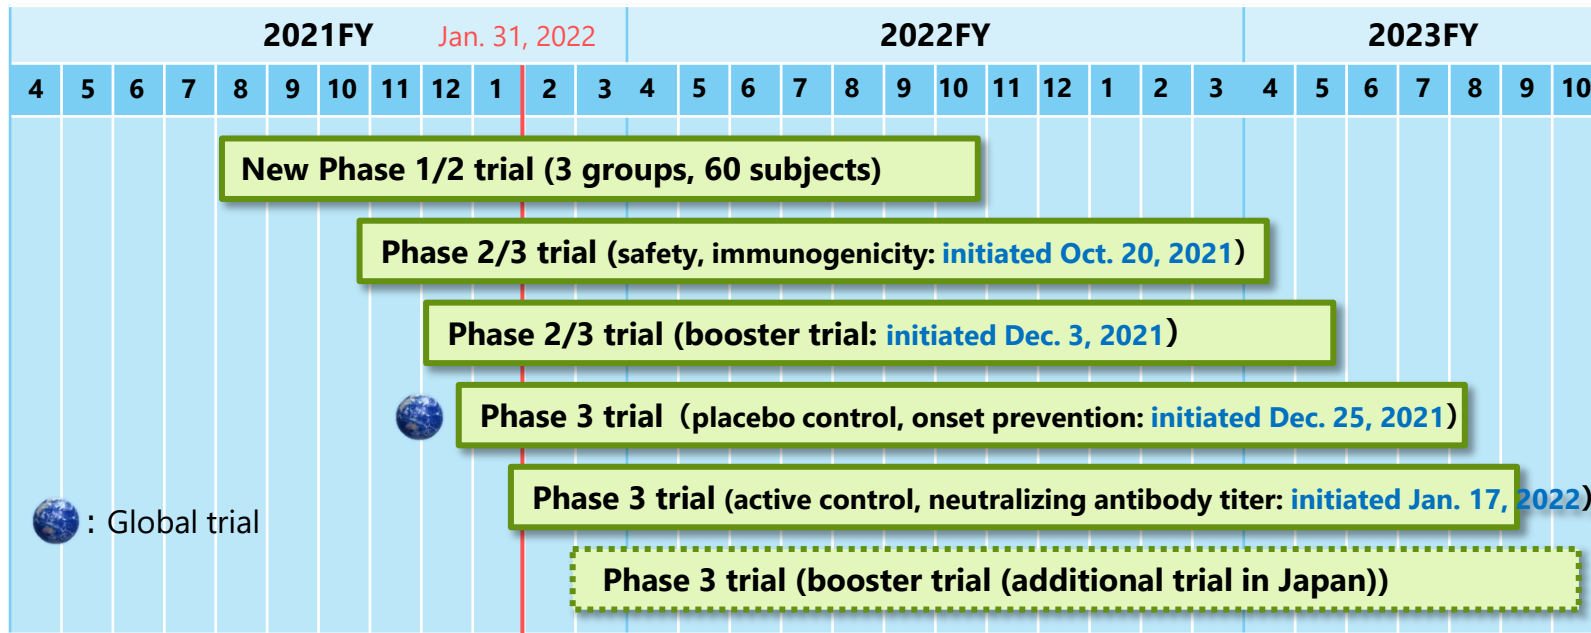 2021FY Jan. 31, 2022 2022FY 2023FY
4 5 6 7 8 9 10 11 12 1 2 3 4 5 6 7 8 9 10 11 12 1 2 3 4 5 6 7 8 9 10
New Phase 1/2 trial (3 groups, 60 subjects)
Phase 2/3 trial (safety, immunogenicity: initiated Oct. 20, 2021)
Phase 2/3 trial (booster trial: initiated Dec. 3, 2021)
Phase 3 trial (placebo control, onset prevention: initiated Dec. 25, 2021)
Phase 3 trial (active control, neutralizing antibody titer: initiated Jan. 17, 2022)
: Global trial
Phase 3 trial (booster trial (additional trial in Japan))